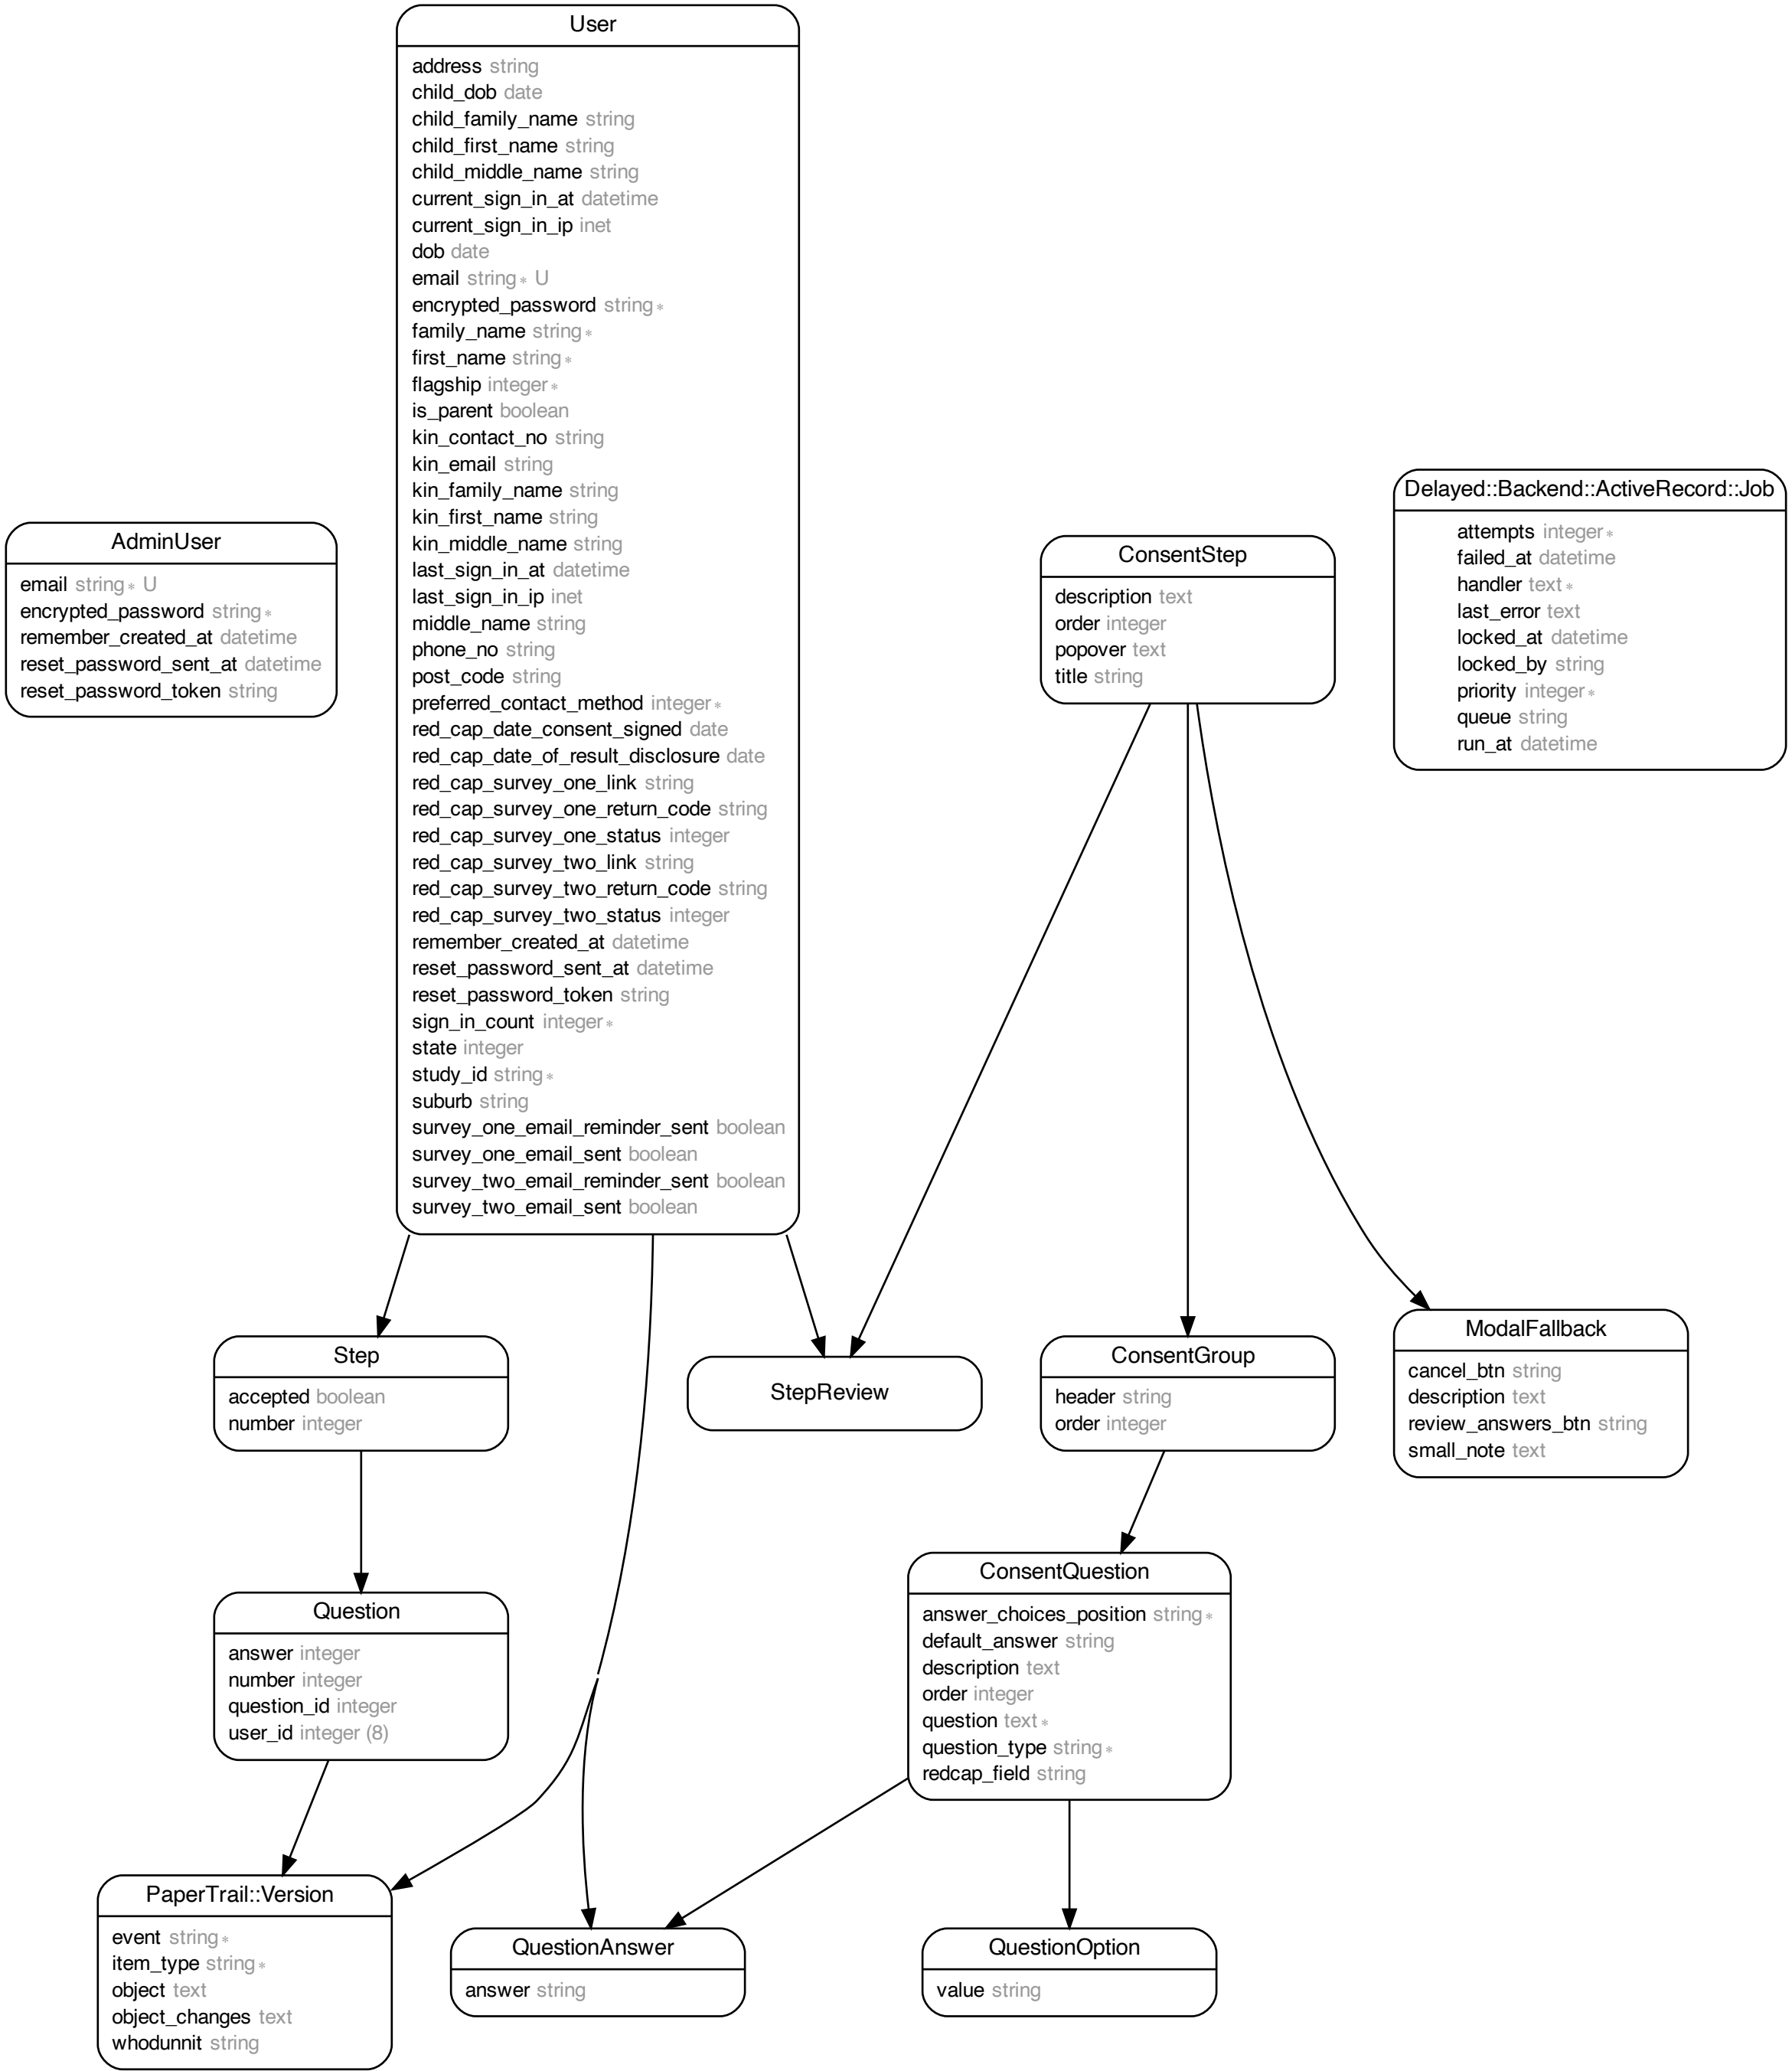 User
address string
child_dob date
child_family_name string
child_first_name string
child_middle_name string
current_sign_in_at datetime
current_sign_in_ip inet
dob date
email string∗ U
encrypted_password string∗
family_name string∗
first_name string∗
flagship integer∗
is_parent boolean
kin_contact_no string
kin_email string
kin_family_name string
kin_first_name string
kin_middle_name string
last_sign_in_at datetime
last_sign_in_ip inet
middle_name string
phone_no string
post_code string
preferred_contact_method integer∗
red_cap_date_consent_signed date
red_cap_date_of_result_disclosure date
red_cap_survey_one_link string
red_cap_survey_one_return_code string
red_cap_survey_one_status integer
red_cap_survey_two_link string
red_cap_survey_two_return_code string
red_cap_survey_two_status integer
remember_created_at datetime
reset_password_sent_at datetime
reset_password_token string
sign_in_count integer∗
state integer
study_id string∗
suburb string
survey_one_email_reminder_sent boolean
survey_one_email_sent boolean
survey_two_email_reminder_sent boolean
survey_two_email_sent boolean
AdminUser
email string∗ U
encrypted_password string∗
remember_created_at datetime
reset_password_sent_at datetime
reset_password_token string
ConsentStep
description text
order integer
popover text
title string
Delayed::Backend::ActiveRecord::Job
attempts integer∗
failed_at datetime
handler text∗
last_error text
locked_at datetime
locked_by string
priority integer∗
queue string
run_at datetime
Step
accepted boolean
number integer
StepReview
ConsentGroup
header string
order integer
ModalFallback
cancel_btn string
description text
review_answers_btn string
small_note text
Question
answer integer
number integer
question_id integer
user_id integer (8)
ConsentQuestion
answer_choices_position string∗
default_answer string
description text
order integer
question text∗
question_type string∗
redcap_field string
PaperTrail::Version
event string∗
item_type string∗
object text
object_changes text
whodunnit string
QuestionAnswer
answer string
QuestionOption
value string